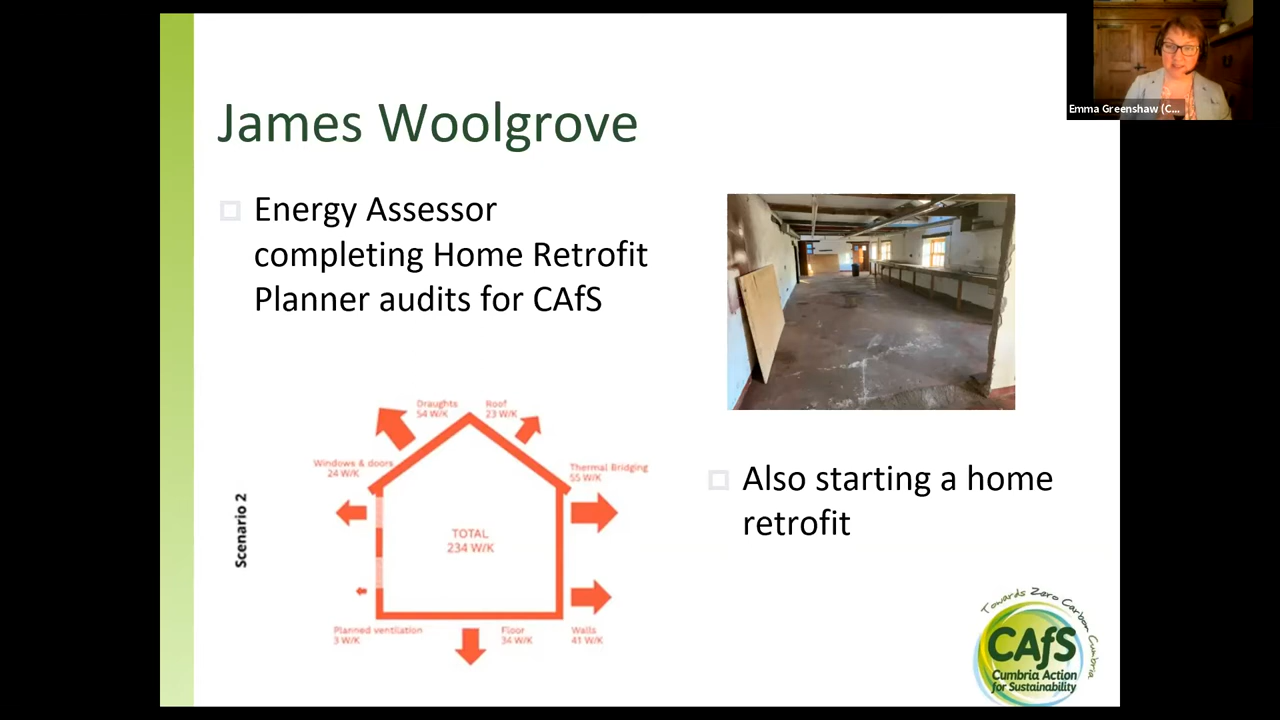 James Woolgrove
Energy Assessor
completing Home Retrofit
Planner audits for CAfS
Emma Greenshaw (C...
Draughts
54 W/K
Roof
23 W/K
Windows & doors
24 W/K
Thermal Bridging
55 W/K
TOTAL
234 W/K
Scenario 2
Planned ventilation
3 W/K
Floor
34 W/K
Walls
41 W/K
Also starting a home
retrofit
Towards Zero Carbon Cumbria
CAfS
Cumbria Action
for Sustainability